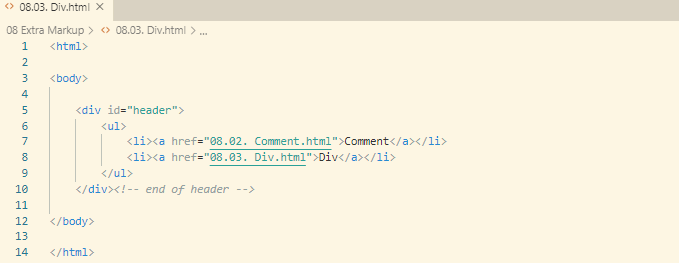 08.03. Div.html
08 Extra Markup > 08.03. Div.html > ...
1 <html>
2
3 <body>
4
5 <div id="header">
6 <ul>
7 <li><a href="08.02. Comment.html">Comment</a></li>
8 <li><a href="08.03. Div.html">Div</a></li>
9 </ul>
10 </div><!-- end of header -->
11
12 </body>
13
14 </html>